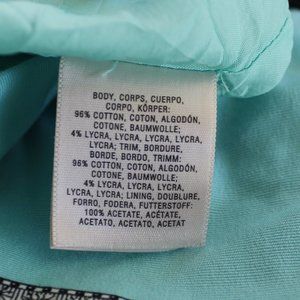 BODY, CORPS, CUERPO,
CORPO, KÖRPER:
96% COTTON, COTON, ALGODÓN,
COTONE, BAUMWOLLE;
4% LYCRA, LYCRA, LYCRA,
LYCRA, LYCRA; TRIM, BORDURE,
BORDE, BORDO, TRIMM:
96% COTTON, COTON, ALGODÓN,
COTONE, BAUMWOLLE;
4% LYCRA, LYCRA, LYCRA,
LYCRA, LYCRA; LINING, DOUBLURE,
FORRO, FODERA, FUTTERSTOFF:
100% ACETATE, ACÉTATE,
ACETATO, ACETATO, ACETAT